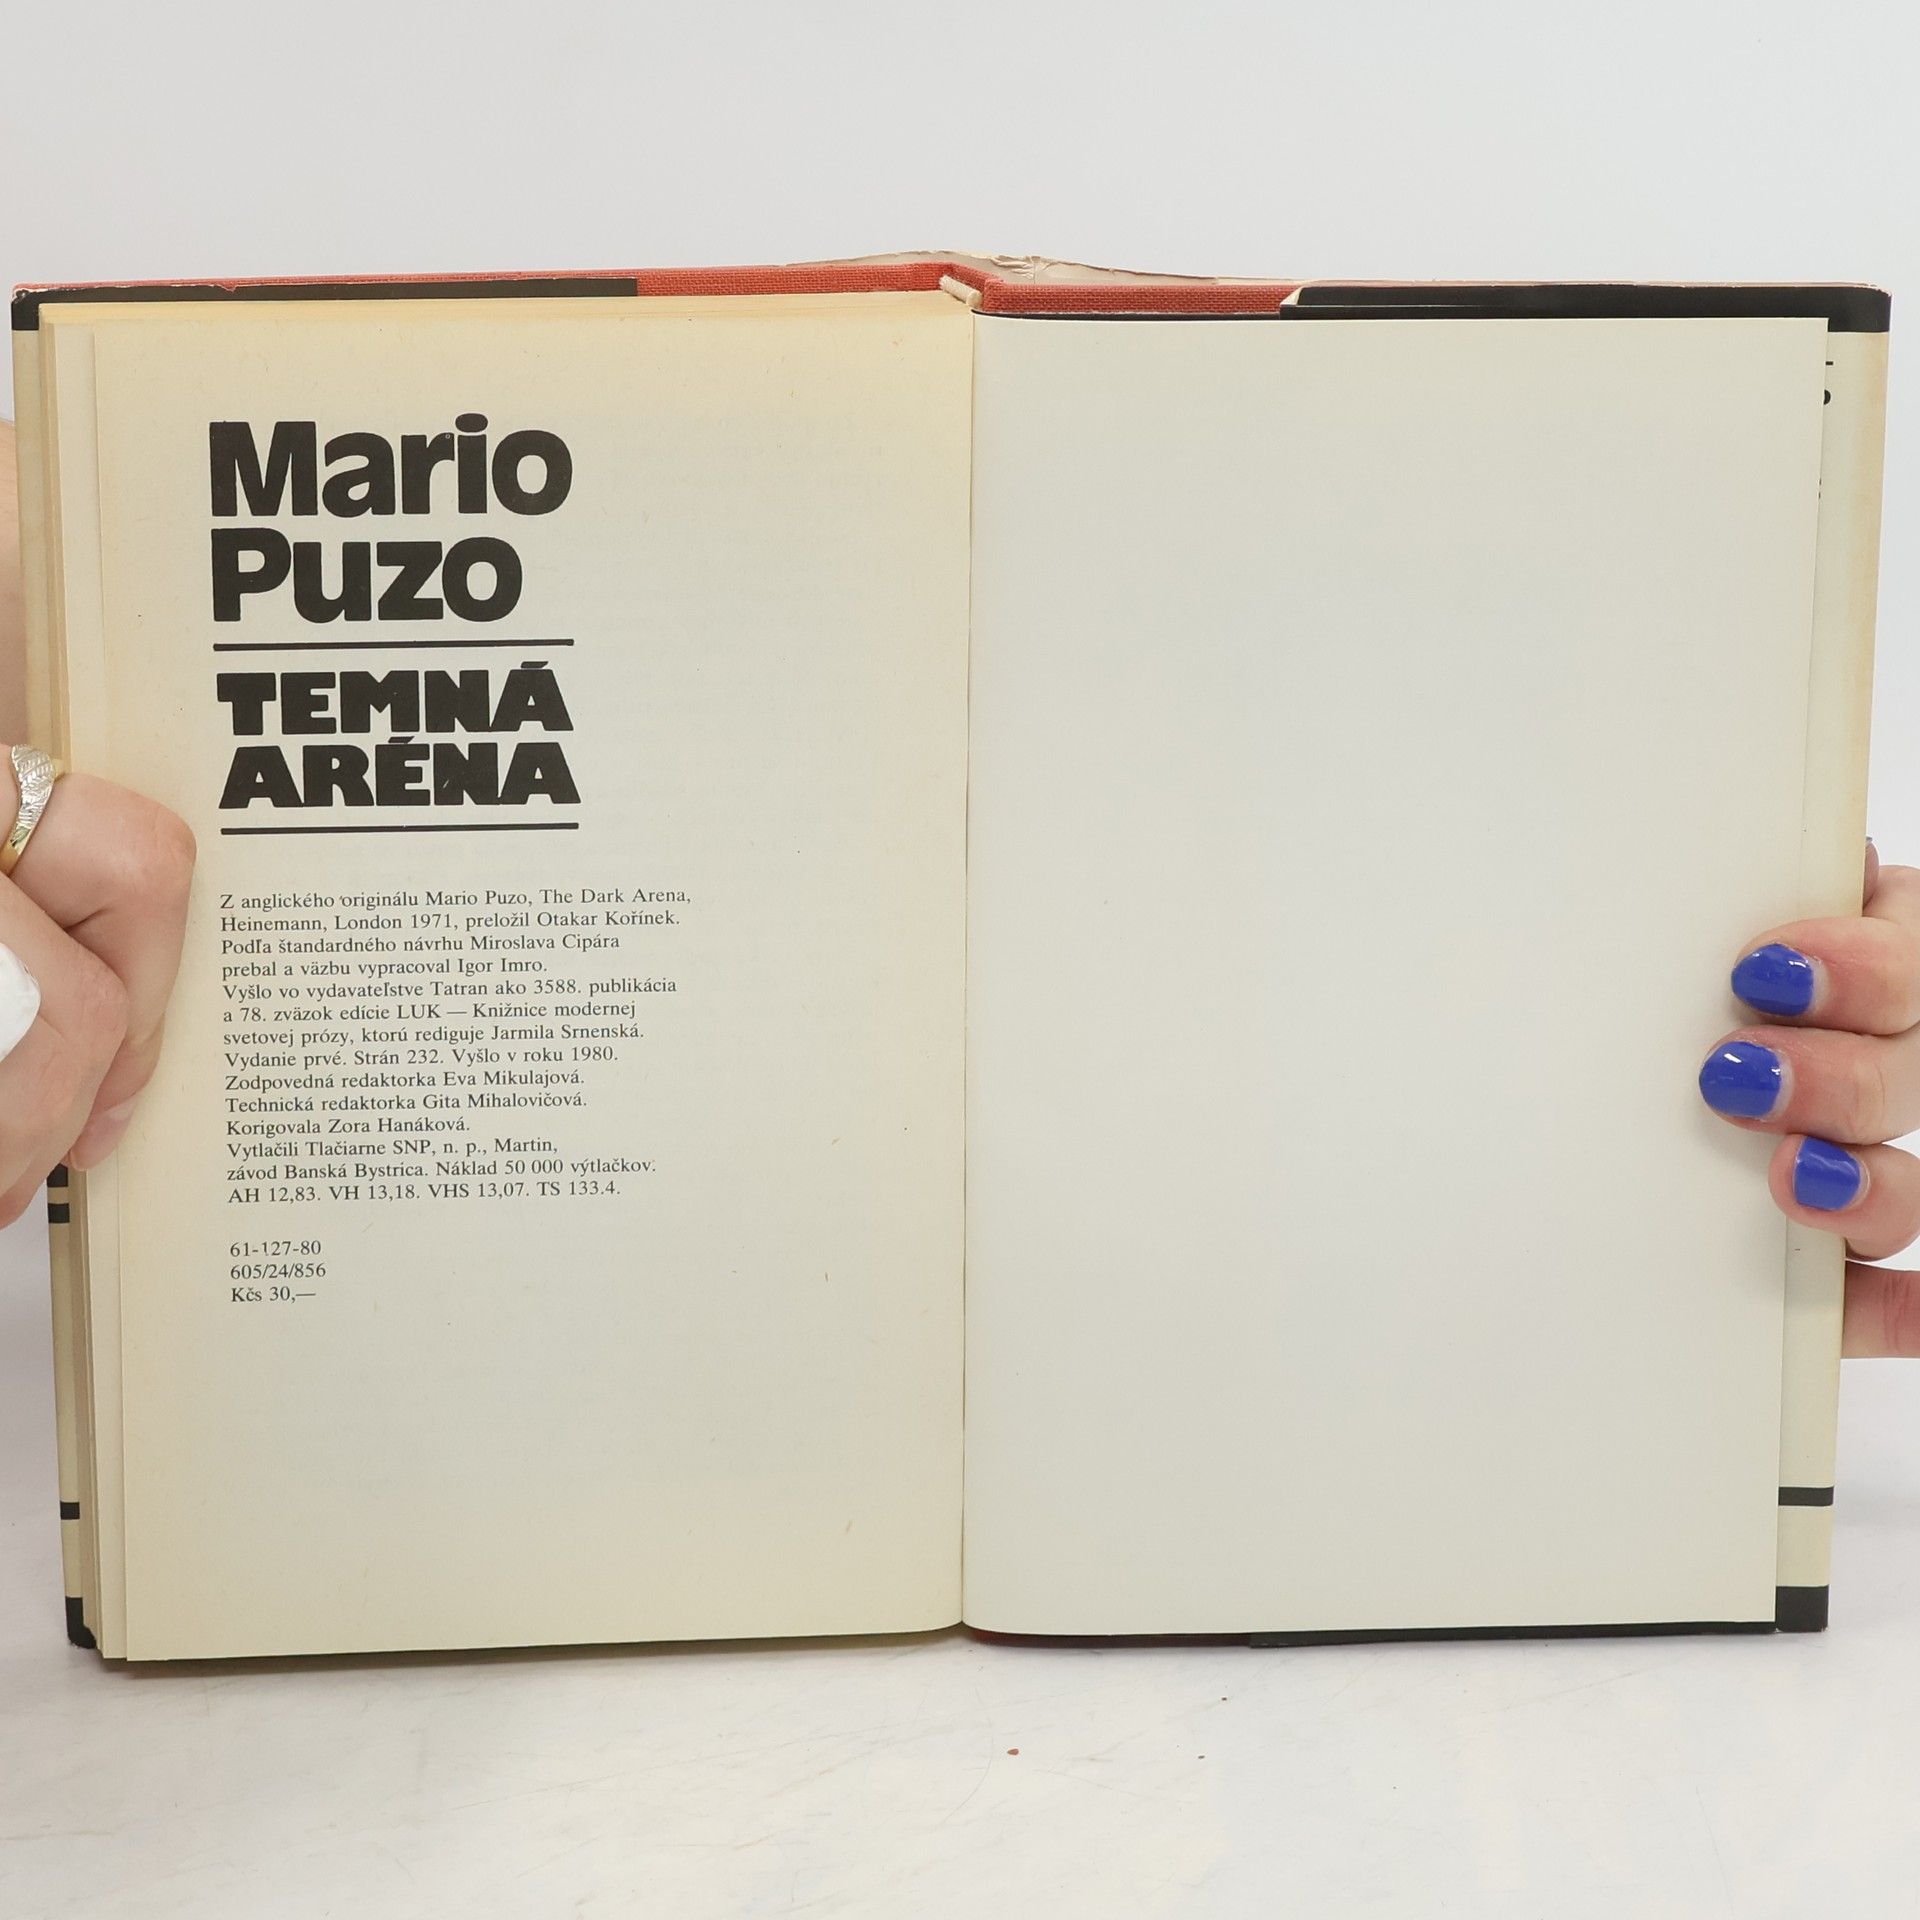 Mario
Puzo
TEMNÁ
ARÉNA
Z anglického originálu Mario Puzo, The Dark Arena,
Heinemann, London 1971, preložil Otakar Kořínek.
Podľa štandardného návrhu Miroslava Cipára
prebal a väzbu vypracoval Igor Imro.
Vyšlo vo vydavateľstve Tatran ako 3588. publikácia
a 78. zväzok edície LUK — Knižnice modernej
svetovej prózy, ktorú rediguje Jarmila Srnenská.
Vydanie prvé. Strán 232. Vyšlo v roku 1980.
Zodpovedná redaktorka Eva Mikulajová.
Technická redaktorka Gita Mihalovičová.
Korigovala Zora Hanáková.
Vytlačili Tlačiarne SNP, n. p., Martin,
závod Banská Bystrica. Náklad 50 000 výtlačkov.
AH 12,83. VH 13,18. VHS 13,07. TS 133.4.
61-127-80
605/24/856
Kčs 30,—